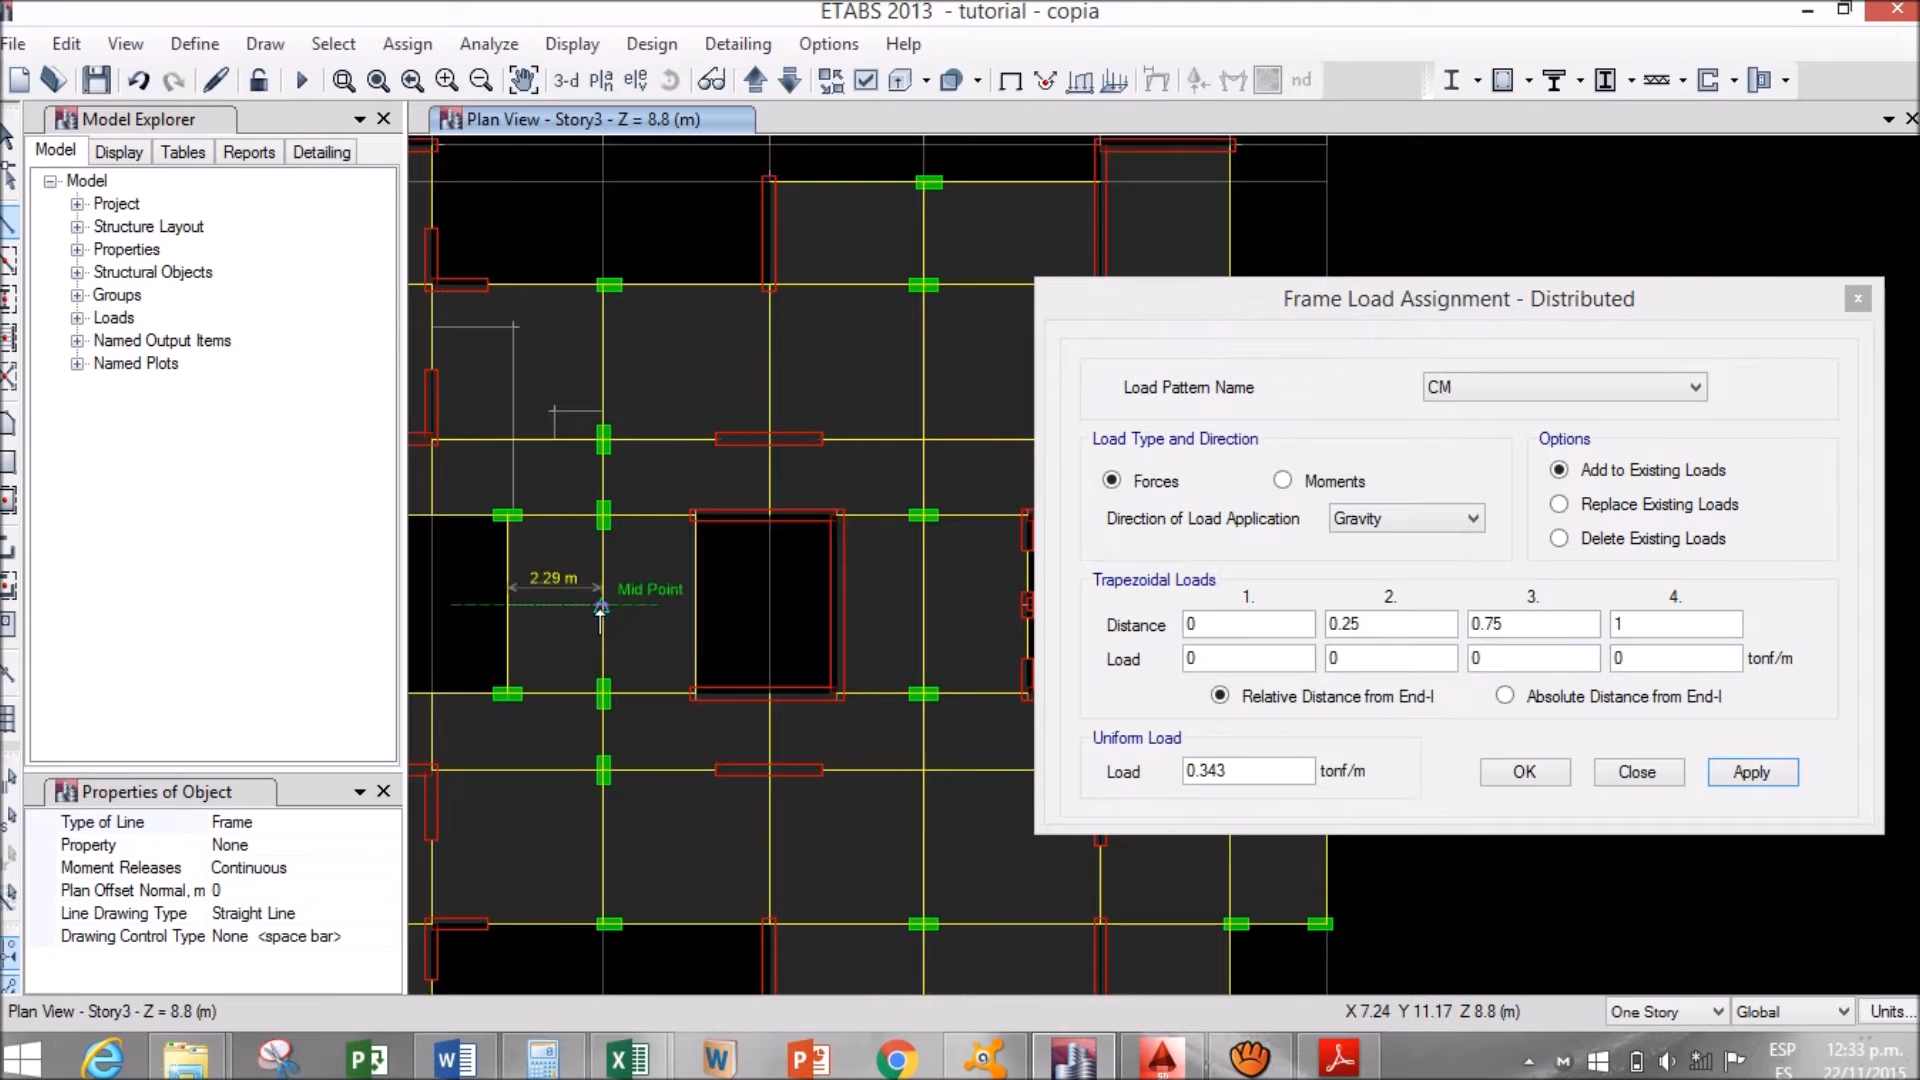 ETABS 2013 - tutorial - copia
File Edit View Define Draw Select Assign Analyze Display Design Detailing Options Help
3-d nd
Model Explorer
Plan View - Story3 - Z = 8.8 (m)
Model Display Tables Reports Detailing
Model
Project
Structure Layout
Properties
Structural Objects
Groups
Loads
Named Output Items
Named Plots
2.29 m
Mid Point
Frame Load Assignment - Distributed
Load Pattern Name CM
Load Type and Direction
Forces Moments
Direction of Load Application Gravity
Options
Add to Existing Loads
Replace Existing Loads
Delete Existing Loads
Trapezoidal Loads
1. 2. 3. 4.
Distance 0 0.25 0.75 1
Load 0 0 0 0 tonf/m
Relative Distance from End-I Absolute Distance from End-I
Uniform Load
Load 0.343 tonf/m
OK Close Apply
Properties of Object
Type of Line Frame
Property None
Moment Releases Continuous
Plan Offset Normal, m 0
Line Drawing Type Straight Line
Drawing Control Type None <space bar>
Plan View - Story3 - Z = 8.8 (m) X 7.24 Y 11.17 Z 8.8 (m) One Story Global Units...
ESP 12:33 p.m.
ES 22/11/2015